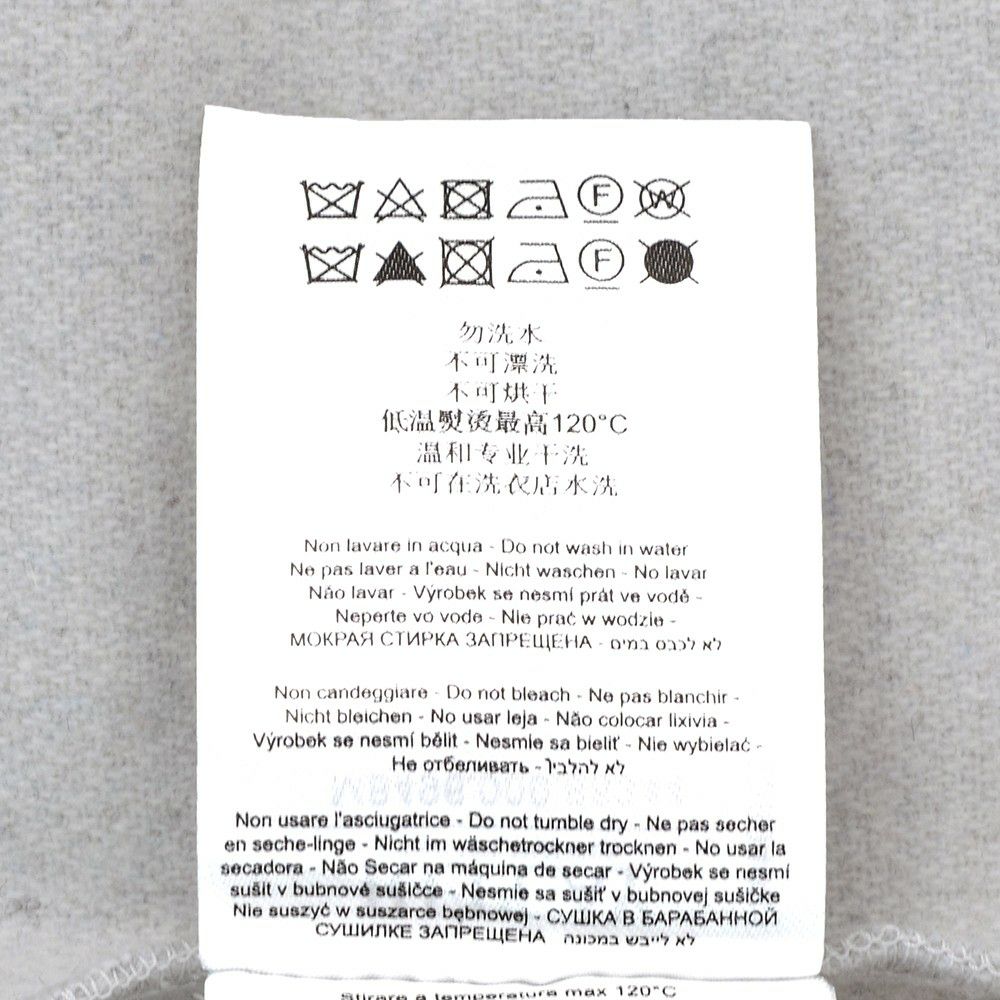 F W
F
勿洗水
不可漂洗
不可烘干
低温熨烫最高120°C
温和专业干洗
不可在洗衣店水洗
Non lavare in acqua - Do not wash in water
Ne pas laver a l'eau - Nicht waschen - No lavar
Não lavar - Výrobek se nesmí prát ve vodě -
Neperte vo vode - Nie prać w wodzie -
МОКРАЯ СТИРКА ЗАПРЕЩЕНА - לא לכבס במים
Non candeggiare - Do not bleach - Ne pas blanchir -
Nicht bleichen - No usar leja - Não colocar lixivia -
Výrobek se nesmí bělit - Nesmie sa bieliť - Nie wybielać -
Не отбеливать - לא להלבין
Non usare l'asciugatrice - Do not tumble dry - Ne pas secher
en seche-linge - Nicht im wäschetrockner trocknen - No usar la
secadora - Não Secar na máquina de secar - Výrobek se nesmí
sušit v bubnové sušičce - Nesmie sa sušiť v bubnovej sušičke
Nie suszyć w suszarce bębnowej - СУШКА В БАРАБАННОЙ
СУШИЛКЕ ЗАПРЕЩЕНА לא לייבש במכונה
Stirare a temperatura max 120°C